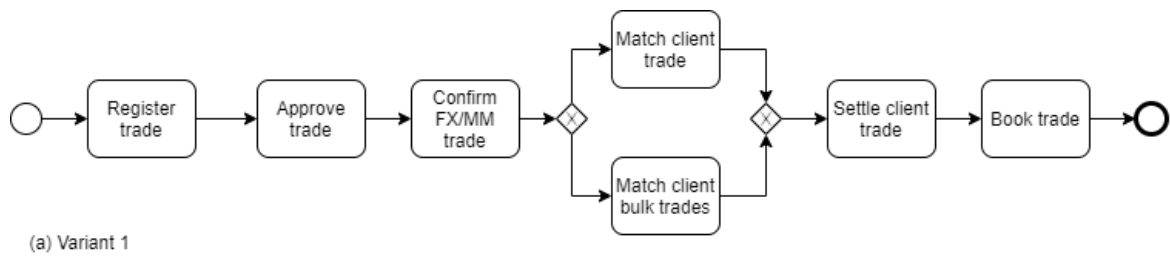 Register
trade
Approve
trade
Confirm
FX/MM
trade
X
Match client
trade
Match client
bulk trades
X
Settle client
trade
Book trade
(a) Variant 1